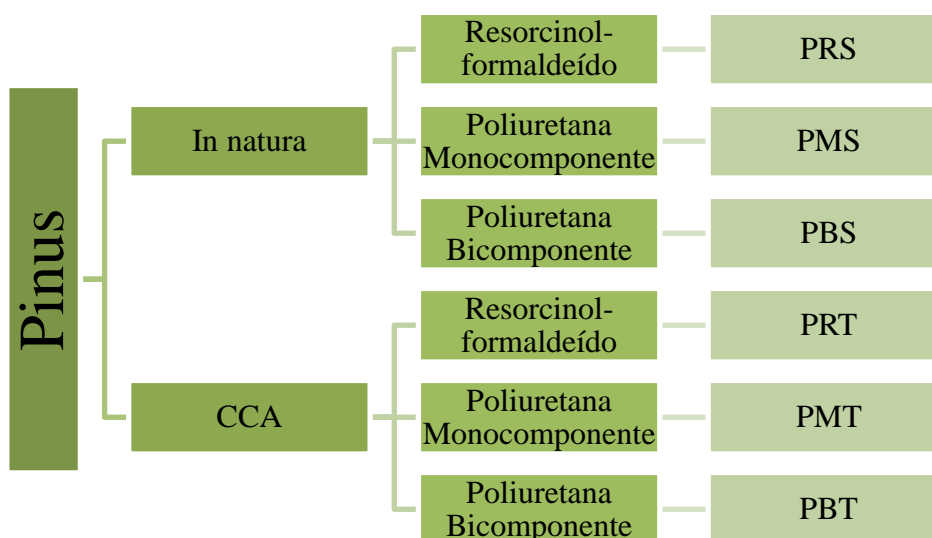 Pinus
In natura
Resorcinol-
formaldeído
PRS
Poliuretana
Monocomponente
PMS
Poliuretana
Bicomponente
PBS
CCA
Resorcinol-
formaldeído
PRT
Poliuretana
Monocomponente
PMT
Poliuretana
Bicomponente
PBT